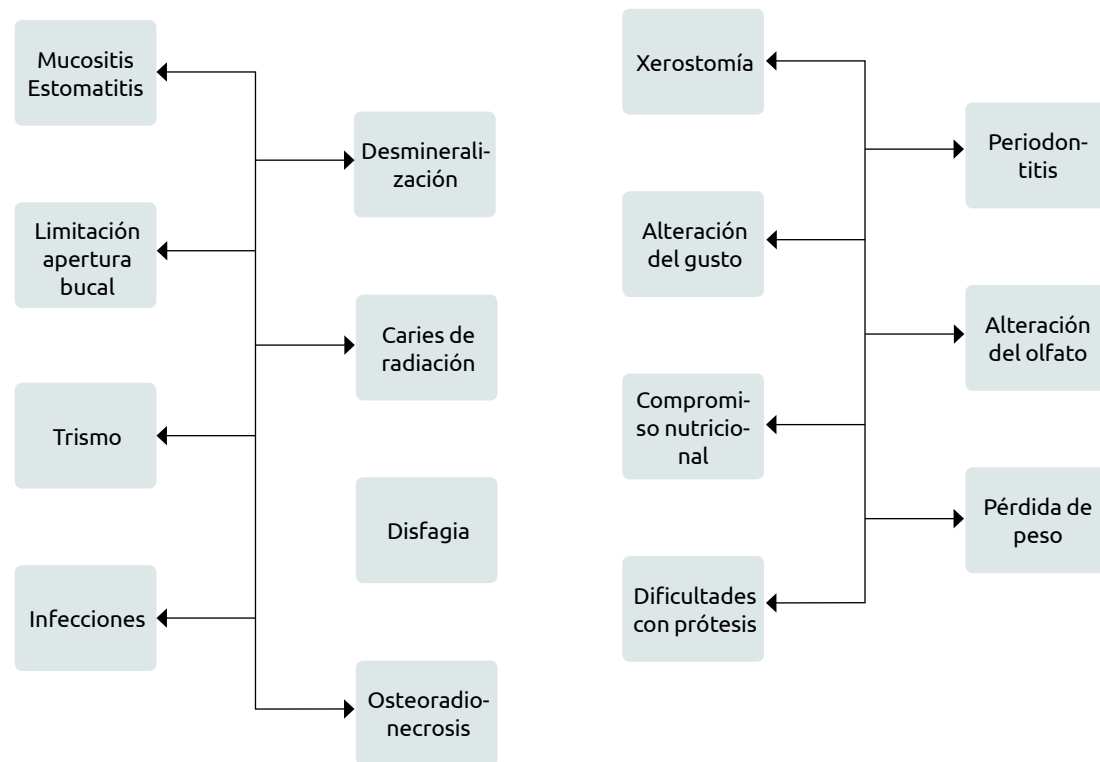 Mucositis
Estomatitis
Desminerali-
zación
Limitación
apertura
bucal
Caries de
radiación
Trismo
Disfagia
Infecciones
Osteoradio-
necrosis
Xerostomía
Periodon-
titis
Alteración
del gusto
Alteración
del olfato
Compromi-
so nutricio-
nal
Pérdida de
peso
Dificultades
con prótesis